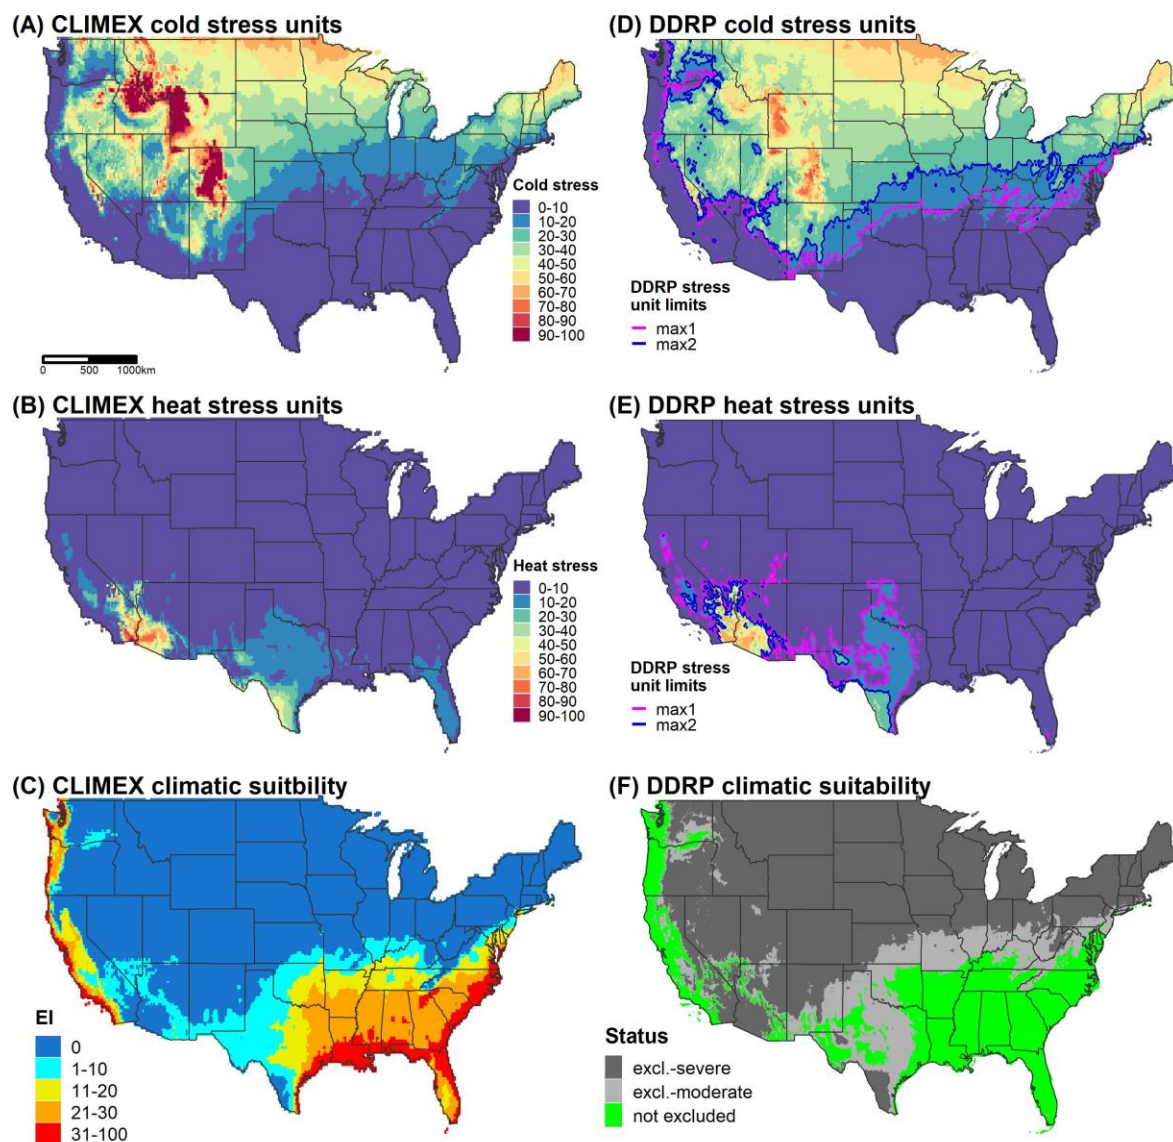 (A) CLIMEX cold stress units
Cold stress
0-10
10-20
20-30
30-40
40-50
50-60
60-70
70-80
80-90
90-100
0 500 1000km
(D) DDRP cold stress units
DDRP stress
unit limits
max1
max2
(B) CLIMEX heat stress units
Heat stress
0-10
10-20
20-30
30-40
40-50
50-60
60-70
70-80
80-90
90-100
(E) DDRP heat stress units
DDRP stress
unit limits
max1
max2
(C) CLIMEX climatic suitbility
EI
0
1-10
11-20
21-30
31-100
(F) DDRP climatic suitability
Status
excl.-severe
excl.-moderate
not excluded